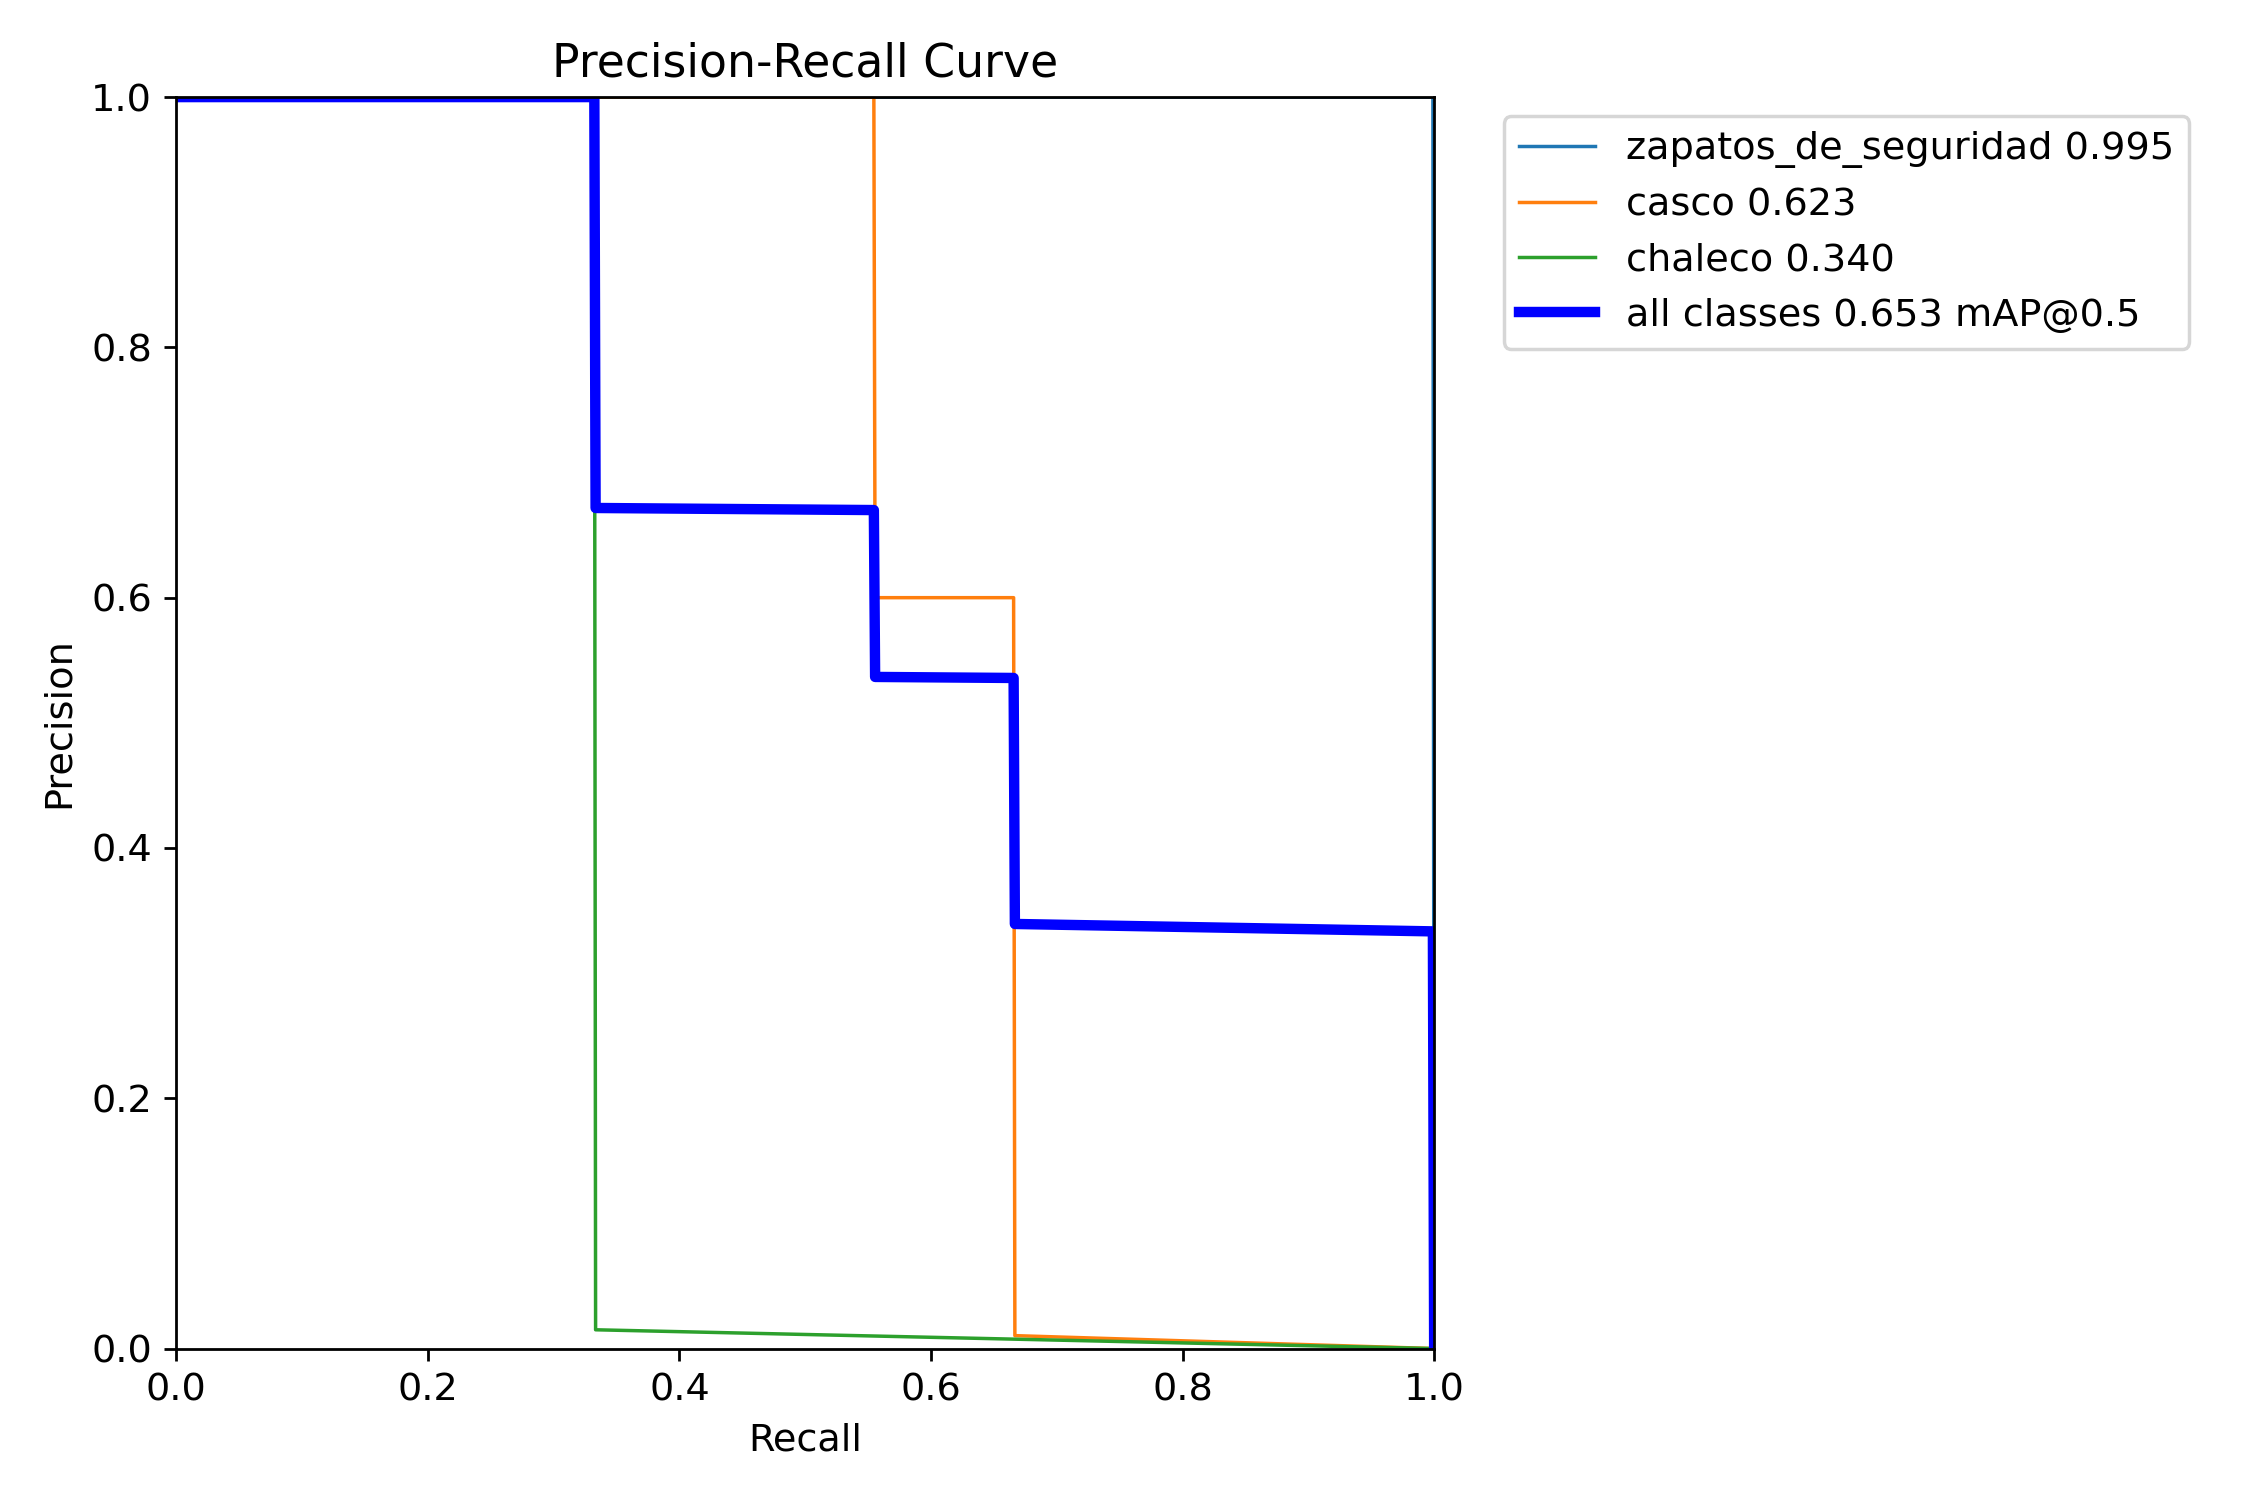 Precision-Recall Curve
1.0
0.8
0.6
0.4
0.2
0.0
Precision
0.0 0.2 0.4 0.6 0.8 1.0
Recall
zapatos_de_seguridad 0.995
casco 0.623
chaleco 0.340
all classes 0.653 mAP@0.5